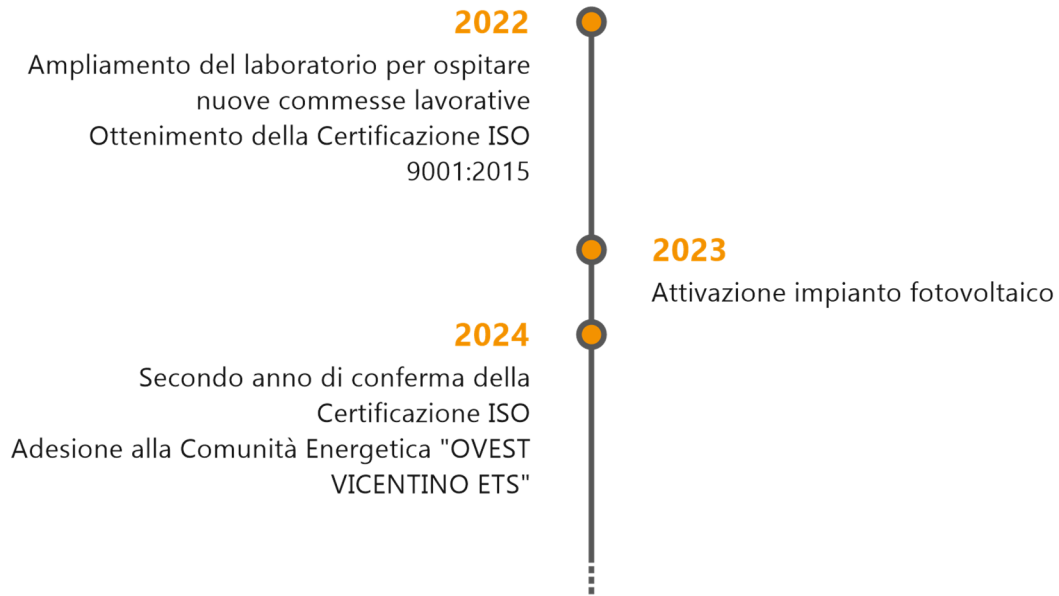 2022
Ampliamento del laboratorio per ospitare
nuove commesse lavorative
Ottenimento della Certificazione ISO
9001:2015
2023
Attivazione impianto fotovoltaico
2024
Secondo anno di conferma della
Certificazione ISO
Adesione alla Comunità Energetica "OVEST
VICENTINO ETS"